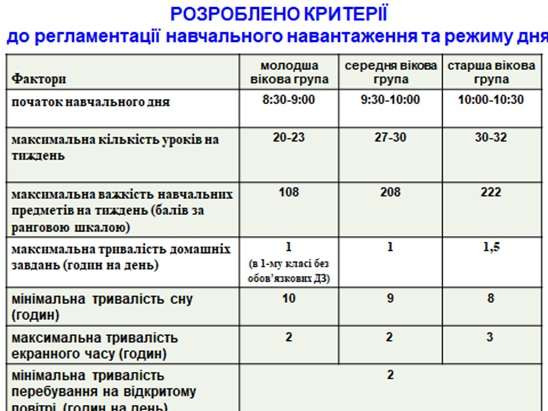 РОЗРОБЛЕНО КРИТЕРІЇ
до регламентації навчального навантаження та режиму дня
Фактори
молодша
вікова група
середня вікова
група
старша вікова
група
початок навчального дня
8:30-9:00
9:30-10:00
10:00-10:30
максимальна кількість уроків на
тиждень
20-23
27-30
30-32
максимальна важкість навчальних
предметів на тиждень (балів за
ранговою шкалою)
108
208
222
максимальна тривалість домашніх
завдань (годин на день)
1
(в 1-му класі без
обов’язкових ДЗ)
1
1,5
мінімальна тривалість сну
(годин)
10
9
8
максимальна тривалість
екранного часу (годин)
2
2
3
мінімальна тривалість
перебування на відкритому
повітрі (годин на день)
2